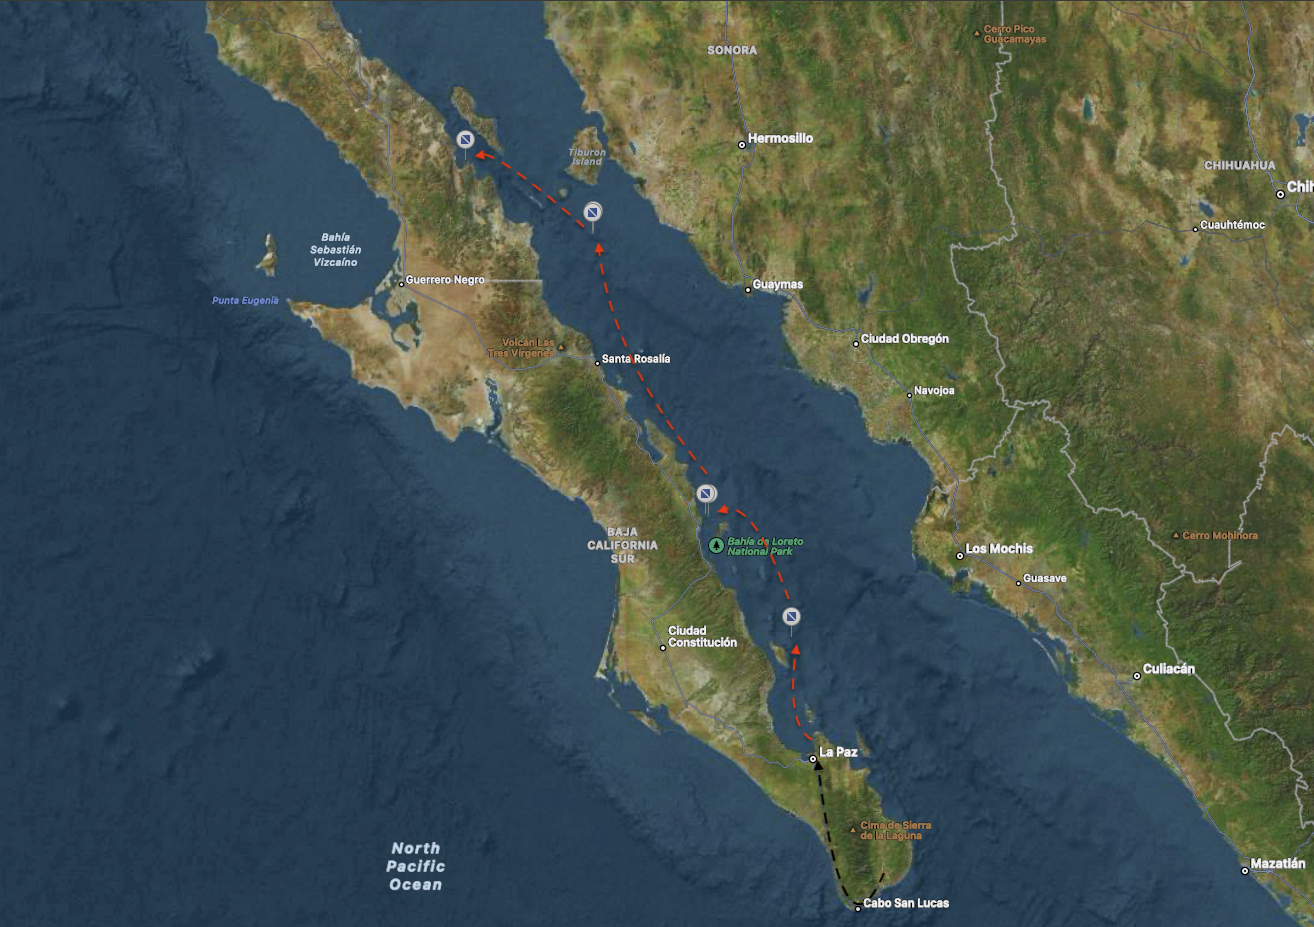 Cerro Pico
Guacamayas
SONORA
Hermosillo
Tiburon
Island
CHIHUAHUA
Chih
Cuauhtémoc
Bahía
Sebastián
Vizcaíno
Guerrero Negro
Guaymas
Punta Eugenia
Ciudad Obregón
Volcán Las
Tres Vírgenes
Santa Rosalía
Navojoa
BAJA
CALIFORNIA
SUR
Bahía de Loreto
National Park
Cerro Mohinora
Los Mochis
Guasave
Ciudad
Constitución
Culiacán
La Paz
Cima de Sierra
de la Laguna
North
Pacific
Ocean
Mazatlán
Cabo San Lucas